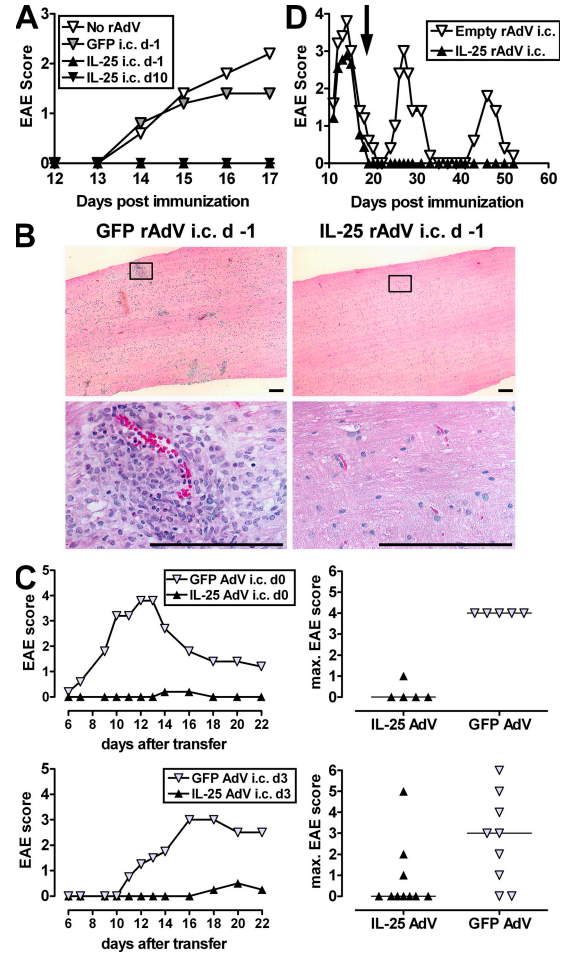 A
No rAdV
GFP i.c. d-1
IL-25 i.c. d-1
IL-25 i.c. d10
EAE Score
3
2
1
0
12 13 14 15 16 17
Days post immunization
D
Empty rAdV i.c.
IL-25 rAdV i.c.
EAE Score
4
3
2
1
0
10 20 30 40 50 60
Days post immunization
B
GFP rAdV i.c. d -1
IL-25 rAdV i.c. d -1
C
GFP AdV i.c. d0
IL-25 AdV i.c. d0
EAE score
5
4
3
2
1
0
6 8 10 12 14 16 18 20 22
days after transfer
max. EAE score
6
5
4
3
2
1
0
IL-25 AdV GFP AdV
GFP AdV i.c. d3
IL-25 AdV i.c. d3
EAE score
5
4
3
2
1
0
6 8 10 12 14 16 18 20 22
days after transfer
max. EAE score
6
5
4
3
2
1
0
IL-25 AdV GFP AdV